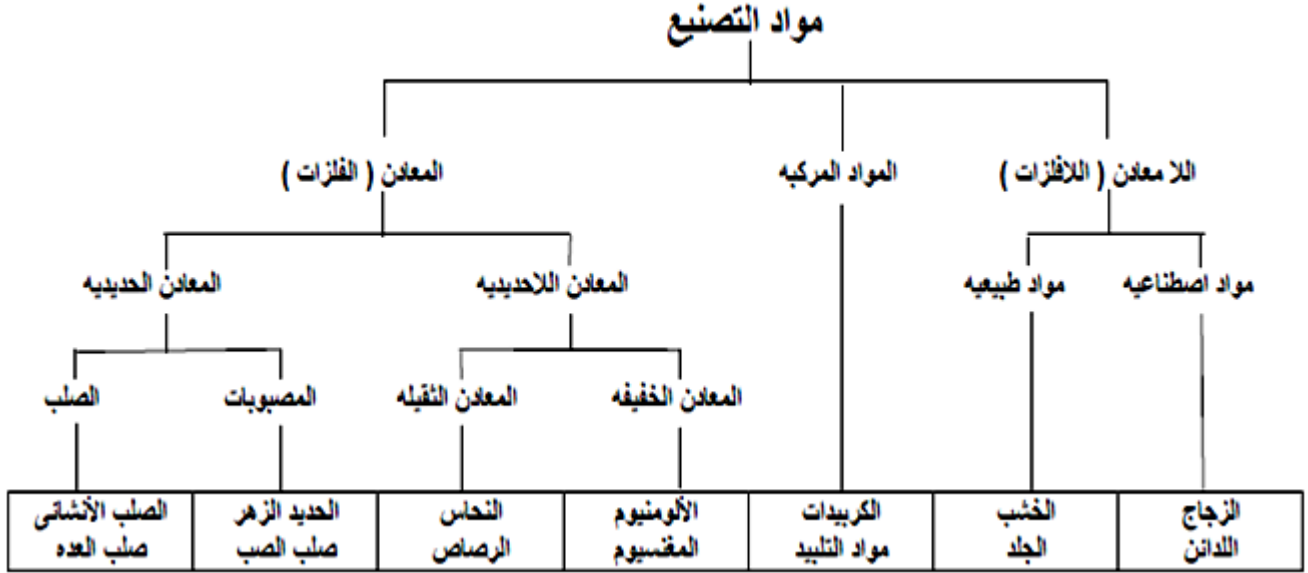 مواد التصنيع
اللا معادن ( اللافلزات )
المواد المركبه
المعادن ( الفلزات )
مواد اصطناعيه
مواد طبيعيه
المعادن اللاحديديه
المعادن الحديديه
المعادن الخفيفه
المعادن الثقيله
المصبوبات
الصلب
الزجاج
اللدائن
الخشب
الجلد
الكربيدات
مواد التلبيد
الألومنيوم
المغنسيوم
النحاس
الرصاص
الحديد الزهر
صلب الصب
الصلب الأنشائى
صلب العده